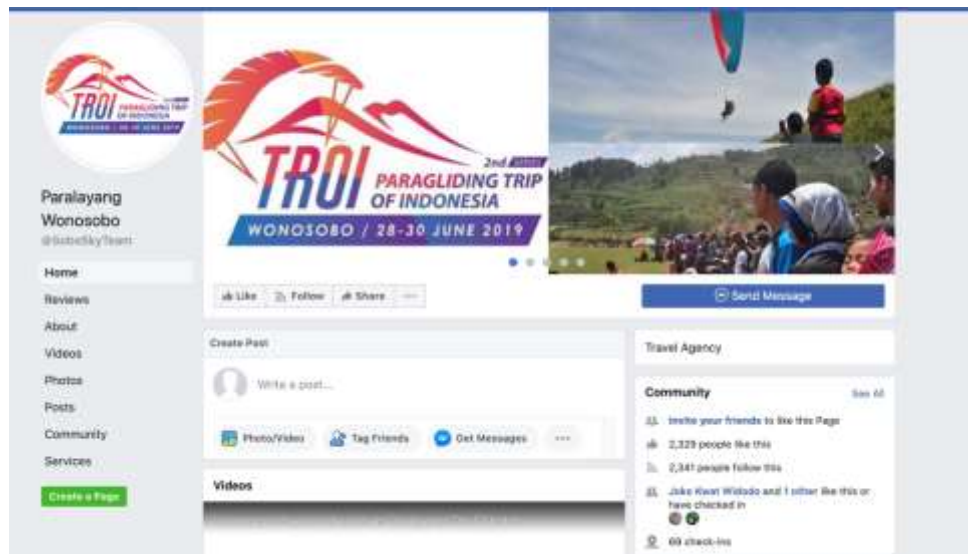 TROI PARAGLIDING TRIP
OF INDONESIA
WONOSOBO / 28-30 JUNE 2019
Paralayang
Wonosobo
@SoboSkyTeam
Home
Reviews
About
Videos
Photos
Posts
Community
Services
Create a Page
2nd
TROI PARAGLIDING TRIP
OF INDONESIA
WONOSOBO / 28-30 JUNE 2019
Like Follow Share ...
Send Message
Create Post
Write a post...
Photo/Video Tag Friends Get Messages ...
Videos
Travel Agency
Community See All
Invite your friends to like this Page
2,329 people like this
2,341 people follow this
Joko Kwat Widodo and 1 other like this or
have checked in
69 check-ins